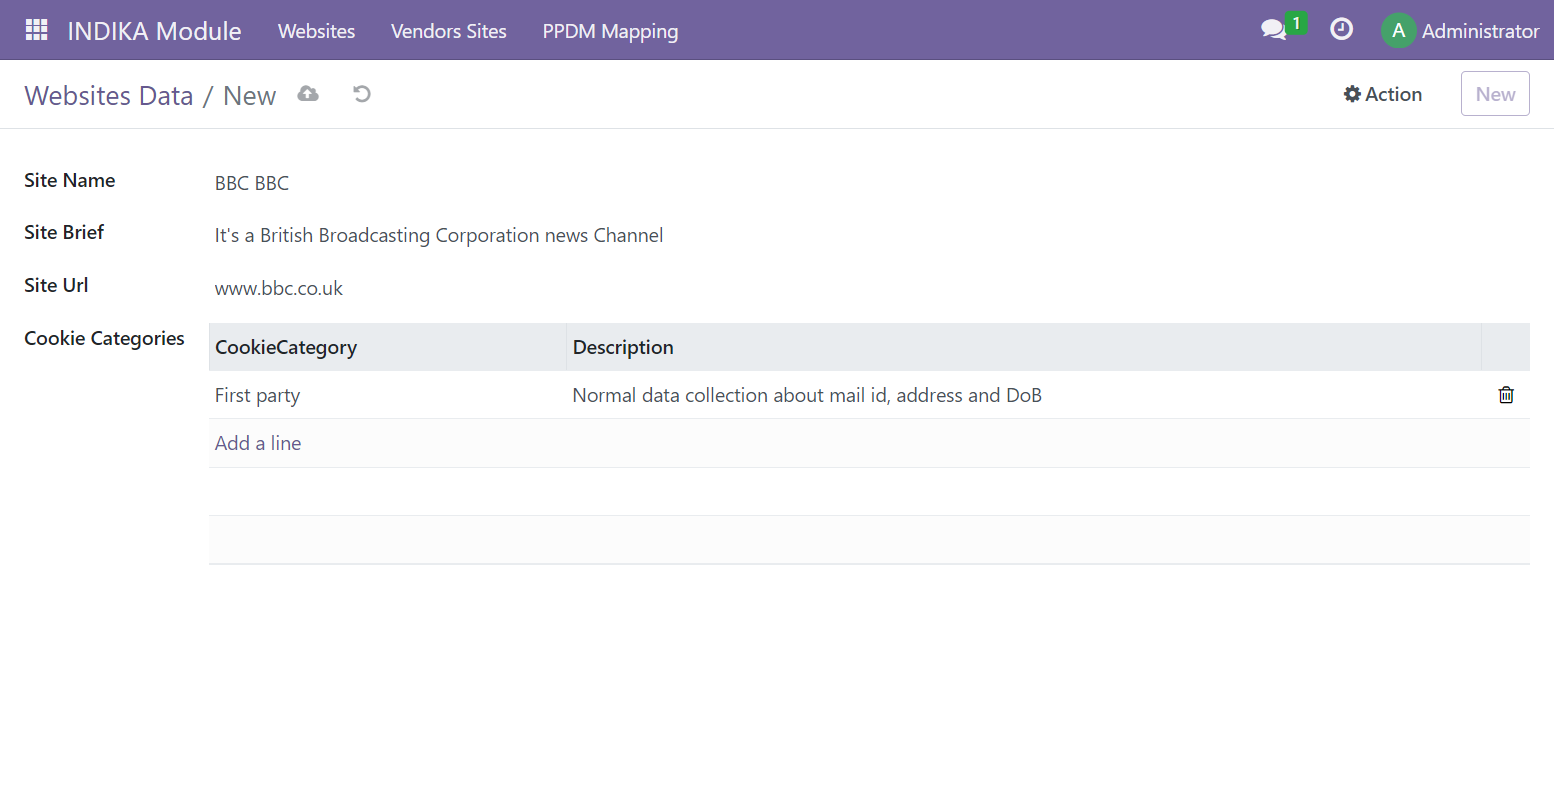 INDIKA Module Websites Vendors Sites PPDM Mapping 1 A Administrator
Websites Data / New Action New
Site Name BBC BBC
Site Brief It's a British Broadcasting Corporation news Channel
Site Url www.bbc.co.uk
Cookie Categories CookieCategory Description
First party Normal data collection about mail id, address and DoB
Add a line